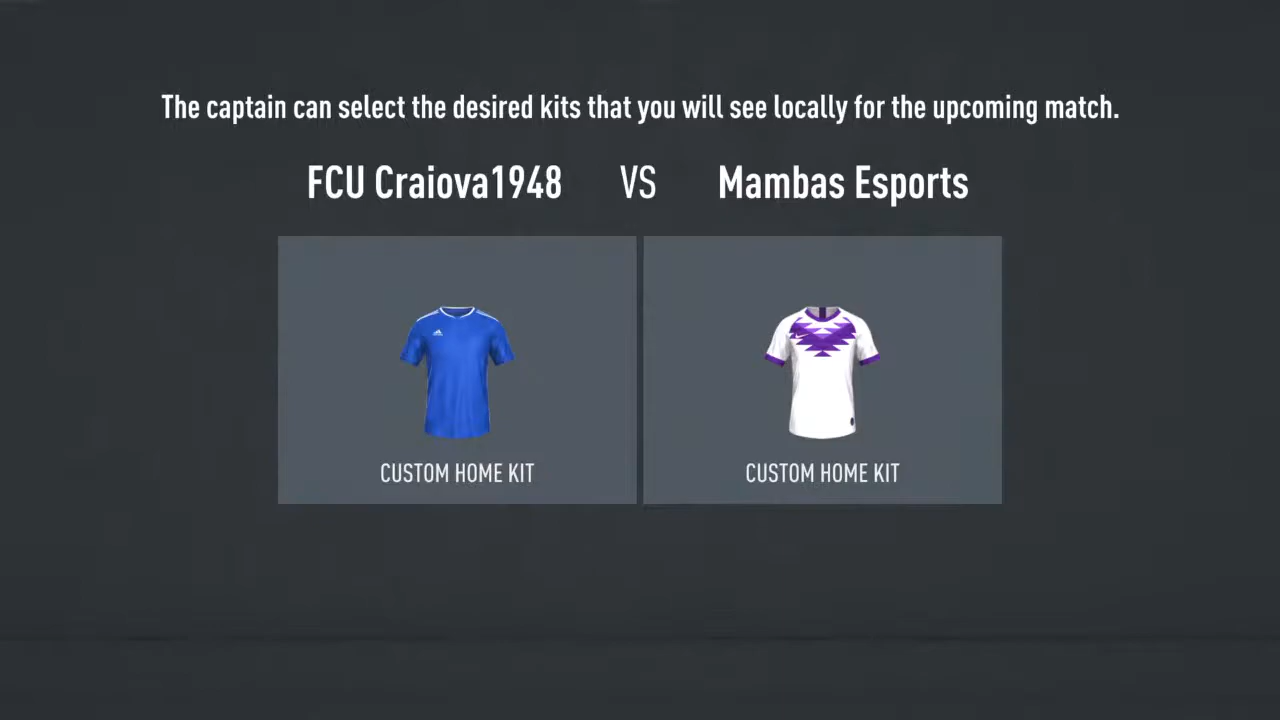 The captain can select the desired kits that you will see locally for the upcoming match.
FCU Craiova1948 VS Mambas Esports
CUSTOM HOME KIT CUSTOM HOME KIT